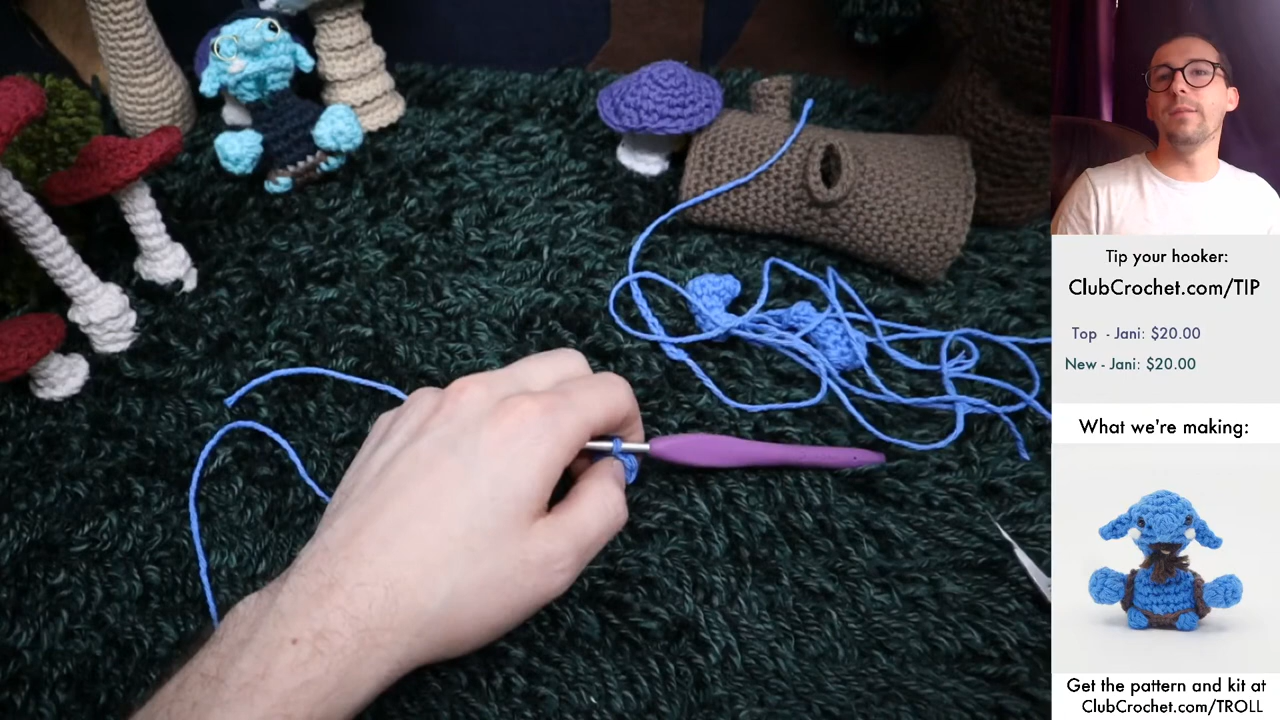 Tip your hooker:
ClubCrochet.com/TIP
Top - Jani: $20.00
New - Jani: $20.00
What we're making:
Get the pattern and kit at
ClubCrochet.com/TROLL